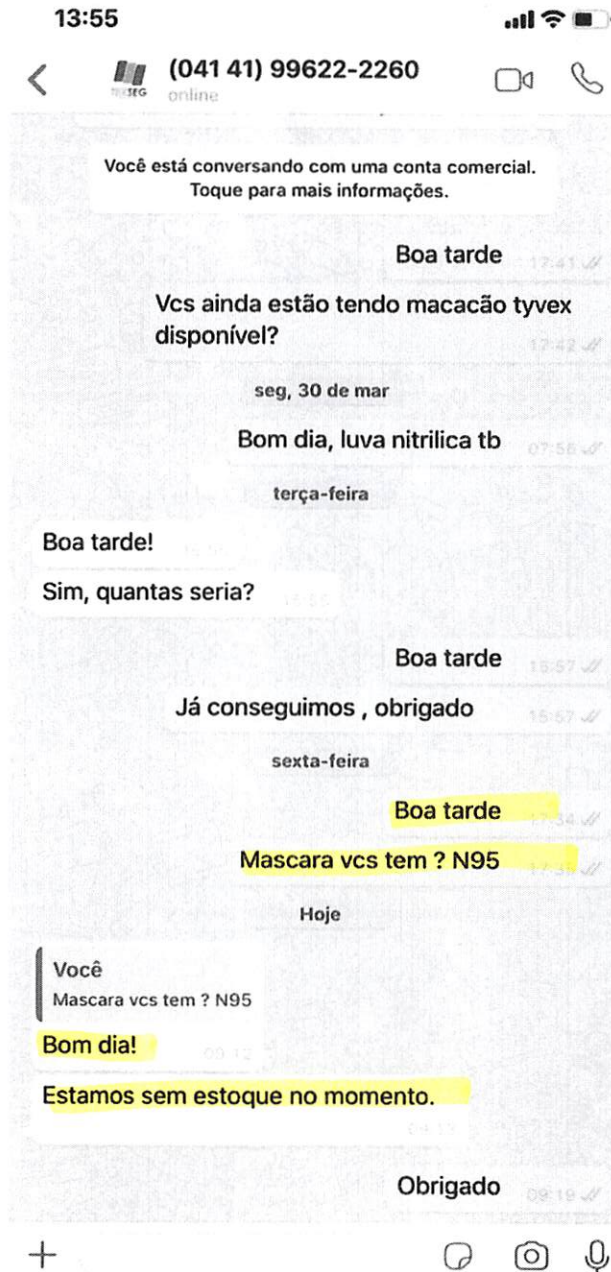 13:55
(041 41) 99622-2260
online
Você está conversando com uma conta comercial.
Toque para mais informações.
Boa tarde 17:41
Vcs ainda estão tendo macacão tyvex
disponível? 17:42
seg, 30 de mar
Bom dia, luva nitrilica tb 07:56
terça-feira
Boa tarde!
Sim, quantas seria?
Boa tarde
Já conseguimos , obrigado 15:57
sexta-feira
Boa tarde
Mascara vcs tem ? N95
Hoje
Você
Mascara vcs tem ? N95
Bom dia!
Estamos sem estoque no momento.
Obrigado 09:19